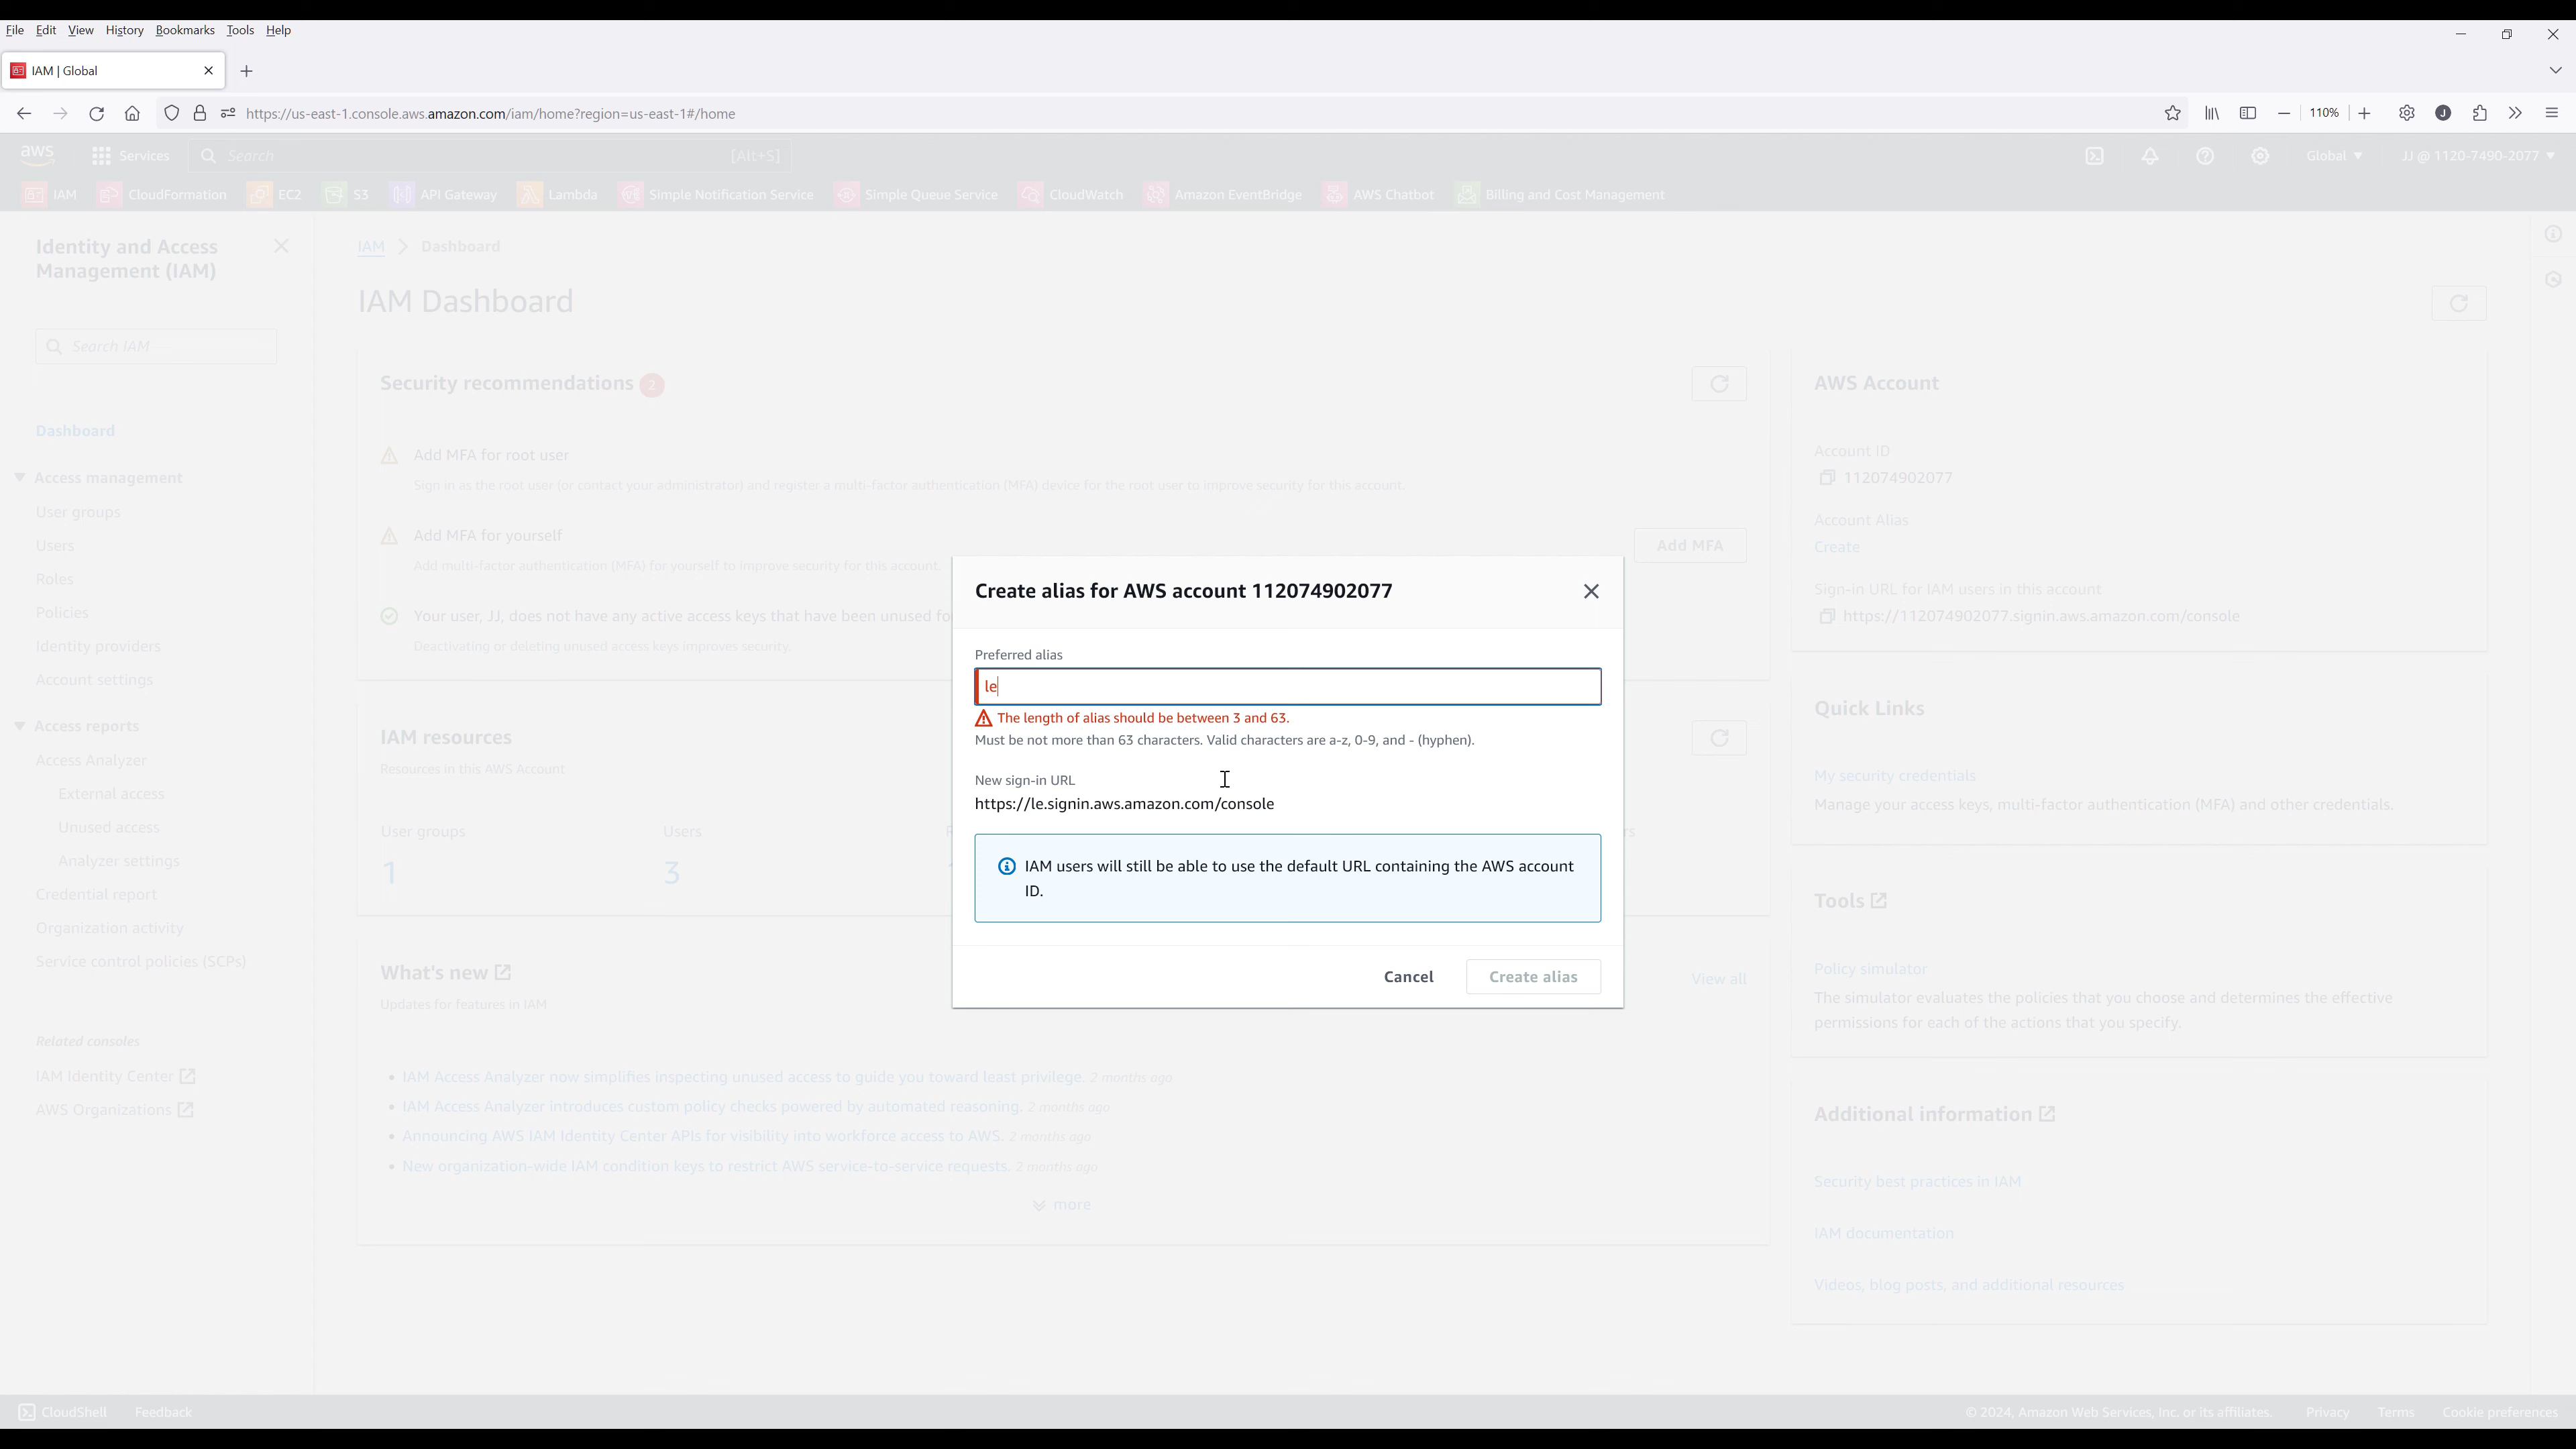 File Edit View History Bookmarks Tools Help
IAM | Global
https://us-east-1.console.aws.amazon.com/iam/home?region=us-east-1#/home
110%
J
aws
Services
Search
[Alt+S]
Global
JJ @ 1120-7490-2077
IAM
CloudFormation
EC2
S3
API Gateway
Lambda
Simple Notification Service
Simple Queue Service
CloudWatch
Amazon EventBridge
AWS Chatbot
Billing and Cost Management
Identity and Access
Management (IAM)
Search IAM
Dashboard
Access management
User groups
Users
Roles
Policies
Identity providers
Account settings
Access reports
Access Analyzer
External access
Unused access
Analyzer settings
Credential report
Organization activity
Service control policies (SCPs)
Related consoles
IAM Identity Center
AWS Organizations
IAM > Dashboard
IAM Dashboard
Security recommendations 2
Add MFA for root user
Sign in as the root user (or contact your administrator) and register a multi-factor authentication (MFA) device for the root user to improve security for this account.
Add MFA for yourself
Add multi-factor authentication (MFA) for yourself to improve security for this account.
Add MFA
Your user, JJ, does not have any active access keys that have been unused fo
Deactivating or deleting unused access keys improves security.
IAM resources
Resources in this AWS Account
User groups
1
Users
3
What's new
Updates for features in IAM
View all
IAM Access Analyzer now simplifies inspecting unused access to guide you toward least privilege. 2 months ago
IAM Access Analyzer introduces custom policy checks powered by automated reasoning. 2 months ago
Announcing AWS IAM Identity Center APIs for visibility into workforce access to AWS. 2 months ago
New organization-wide IAM condition keys to restrict AWS service-to-service requests. 2 months ago
more
Create alias for AWS account 112074902077
Preferred alias
le
The length of alias should be between 3 and 63.
Must be not more than 63 characters. Valid characters are a-z, 0-9, and - (hyphen).
New sign-in URL
https://le.signin.aws.amazon.com/console
IAM users will still be able to use the default URL containing the AWS account
ID.
Cancel
Create alias
AWS Account
Account ID
112074902077
Account Alias
Create
Sign-in URL for IAM users in this account
https://112074902077.signin.aws.amazon.com/console
Quick Links
My security credentials
Manage your access keys, multi-factor authentication (MFA) and other credentials.
Tools
Policy simulator
The simulator evaluates the policies that you choose and determines the effective
permissions for each of the actions that you specify.
Additional information
Security best practices in IAM
IAM documentation
Videos, blog posts, and additional resources
CloudShell
Feedback
© 2024, Amazon Web Services, Inc. or its affiliates.
Privacy
Terms
Cookie preferences